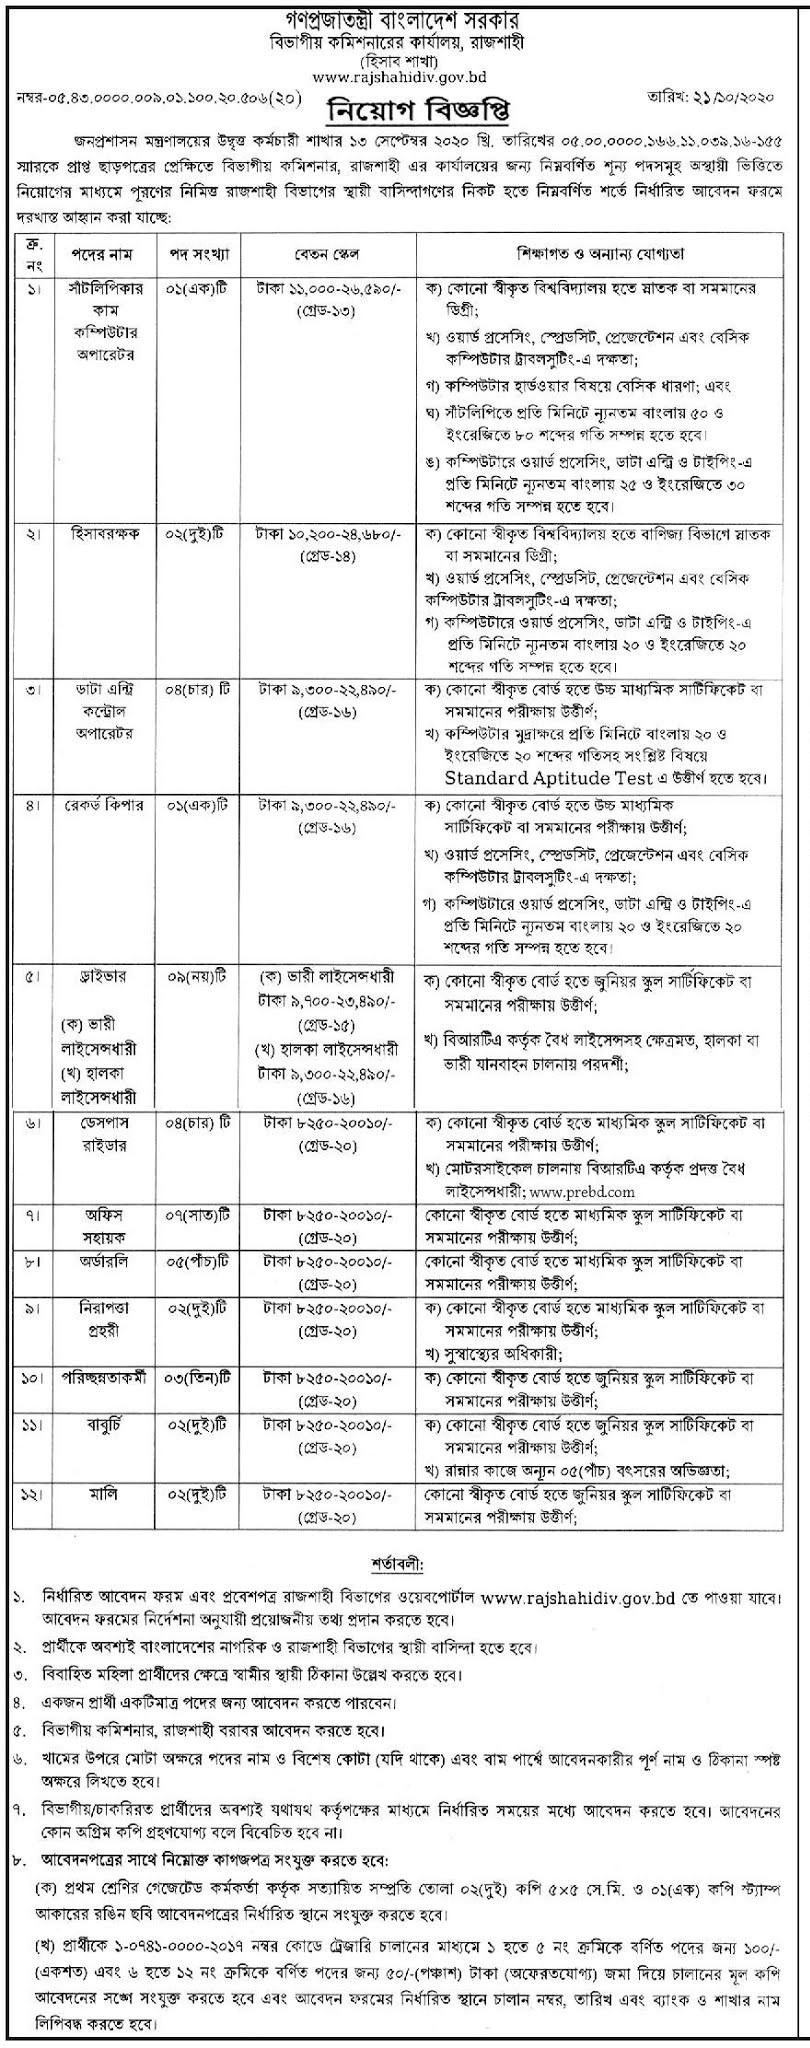 গণপ্রজাতন্ত্রী বাংলাদেশ সরকার
বিভাগীয় কমিশনারের কার্যালয়, রাজশাহী
(হিসাব শাখা)
www.rajshahidiv.gov.bd
নম্বর-০৫.৪৩.০০০০.০০৯.০১.১০০.২০.৫০৬(২০)
তারিখ: ২১/১০/২০২০
নিয়োগ বিজ্ঞপ্তি
জনপ্রশাসন মন্ত্রণালয়ের উদ্বৃত্ত কর্মচারী শাখার ১৩ সেপ্টেম্বর ২০২০ খ্রি. তারিখের ০৫.০০.০০০০.১৬৬.১১.০৩৯.১৬-১৫৫
স্মারকে প্রাপ্ত ছাড়পত্রের প্রেক্ষিতে বিভাগীয় কমিশনার, রাজশাহী এর কার্যালয়ের জন্য নিম্নবর্ণিত শূন্য পদসমূহ অস্থায়ী ভিত্তিতে
নিয়োগের মাধ্যমে পূরণের নিমিত্ত রাজশাহী বিভাগের স্থায়ী বাসিন্দাগণের নিকট হতে নিম্নবর্ণিত শর্তে নির্ধারিত আবেদন ফরমে
দরখাস্ত আহ্বান করা যাচ্ছে:
ক্র. নং
পদের নাম
পদ সংখ্যা
বেতন স্কেল
শিক্ষাগত ও অন্যান্য যোগ্যতা
১।
সাঁটলিপিকার
কাম
কম্পিউটার
অপারেটর
০১(এক)টি
টাকা ১১,০০০-২৬,৫৯০/-
(গ্রেড-১৩)
ক) কোনো স্বীকৃত বিশ্ববিদ্যালয় হতে স্নাতক বা সমমানের
ডিগ্রী;
খ) ওয়ার্ড প্রসেসিং, স্প্রেডসিট, প্রেজেন্টেশন এবং বেসিক
কম্পিউটার ট্রাবলসুটিং-এ দক্ষতা;
গ) কম্পিউটার হার্ডওয়ার বিষয়ে বেসিক ধারণা; এবং
ঘ) সাঁটলিপিতে প্রতি মিনিটে ন্যূনতম বাংলায় ৫০ ও
ইংরেজিতে ৮০ শব্দের গতি সম্পন্ন হতে হবে।
ঙ) কম্পিউটারে ওয়ার্ড প্রসেসিং, ডাটা এন্ট্রি ও টাইপিং-এ
প্রতি মিনিটে ন্যূনতম বাংলায় ২৫ ও ইংরেজিতে ৩০
শব্দের গতি সম্পন্ন হতে হবে।
২।
হিসাবরক্ষক
০২(দুই)টি
টাকা ১০,২০০-২৪,৬৮০/-
(গ্রেড-১৪)
ক) কোনো স্বীকৃত বিশ্ববিদ্যালয় হতে বাণিজ্য বিভাগে স্নাতক
বা সমমানের ডিগ্রী;
খ) ওয়ার্ড প্রসেসিং, স্প্রেডসিট, প্রেজেন্টেশন এবং বেসিক
কম্পিউটার ট্রাবলসুটিং-এ দক্ষতা;
গ) কম্পিউটারে ওয়ার্ড প্রসেসিং, ডাটা এন্ট্রি ও টাইপিং-এ
প্রতি মিনিটে ন্যূনতম বাংলায় ২০ ও ইংরেজিতে ২০
শব্দের গতি সম্পন্ন হতে হবে।
৩।
ডাটা এন্ট্রি
কন্ট্রোল
অপারেটর
০৪(চার) টি
টাকা ৯,৩০০-২২,৪৯০/-
(গ্রেড-১৬)
ক) কোনো স্বীকৃত বোর্ড হতে উচ্চ মাধ্যমিক সার্টিফিকেট বা
সমমানের পরীক্ষায় উত্তীর্ণ;
খ) কম্পিউটার মুদ্রাক্ষরে প্রতি মিনিটে বাংলায় ২০ ও
ইংরেজিতে ২০ শব্দের গতিসহ সংশ্লিষ্ট বিষয়ে
Standard Aptitude Test এ উত্তীর্ণ হতে হবে।
৪।
রেকর্ড কিপার
০১(এক)টি
টাকা ৯,৩০০-২২,৪৯০/-
(গ্রেড-১৬)
ক) কোনো স্বীকৃত বোর্ড হতে উচ্চ মাধ্যমিক
সার্টিফিকেট বা সমমানের পরীক্ষায় উত্তীর্ণ;
খ) ওয়ার্ড প্রসেসিং, স্প্রেডসিট, প্রেজেন্টেশন এবং বেসিক
কম্পিউটার ট্রাবলসুটিং-এ দক্ষতা;
গ) কম্পিউটারে ওয়ার্ড প্রসেসিং, ডাটা এন্ট্রি ও টাইপিং-এ
প্রতি মিনিটে ন্যূনতম বাংলায় ২০ ও ইংরেজিতে ২০
শব্দের গতি সম্পন্ন হতে হবে।
৫।
ড্রাইভার
(ক) ভারী
লাইসেন্সধারী
(খ) হালকা
লাইসেন্সধারী
০৯(নয়)টি
(ক) ভারী লাইসেন্সধারী
টাকা ৯,৭০০-২৩,৪৯০/-
(গ্রেড-১৫)
(খ) হালকা লাইসেন্সধারী
টাকা ৯,৩০০-২২,৪৯০/-
(গ্রেড-১৬)
ক) কোনো স্বীকৃত বোর্ড হতে জুনিয়র স্কুল সার্টিফিকেট বা
সমমানের পরীক্ষায় উত্তীর্ণ;
খ) বিআরটিএ কর্তৃক বৈধ লাইসেন্সসহ ক্ষেত্রমত, হালকা বা
ভারী যানবাহন চালনায় পরদর্শী;
৬।
ডেসপাস
রাইডার
০৪(চার) টি
টাকা ৮২৫০-২০০১০/-
(গ্রেড-২০)
ক) কোনো স্বীকৃত বোর্ড হতে মাধ্যমিক স্কুল সার্টিফিকেট বা
সমমানের পরীক্ষায় উত্তীর্ণ;
খ) মোটরসাইকেল চালনায় বিআরটিএ কর্তৃক প্রদত্ত বৈধ
লাইসেন্সধারী; www.prebd.com
৭।
অফিস
সহায়ক
০৭(সাত)টি
টাকা ৮২৫০-২০০১০/-
(গ্রেড-২০)
কোনো স্বীকৃত বোর্ড হতে মাধ্যমিক স্কুল সার্টিফিকেট বা
সমমানের পরীক্ষায় উত্তীর্ণ;
৮।
অর্ডারলি
০৫(পাঁচ)টি
টাকা ৮২৫০-২০০১০/-
(গ্রেড-২০)
কোনো স্বীকৃত বোর্ড হতে মাধ্যমিক স্কুল সার্টিফিকেট বা
সমমানের পরীক্ষায় উত্তীর্ণ;
৯।
নিরাপত্তা
প্রহরী
০২(দুই)টি
টাকা ৮২৫০-২০০১০/-
(গ্রেড-২০)
ক) কোনো স্বীকৃত বোর্ড হতে মাধ্যমিক স্কুল সার্টিফিকেট বা
সমমানের পরীক্ষায় উত্তীর্ণ;
খ) সুস্বাস্থ্যের অধিকারী;
১০।
পরিচ্ছন্নতাকর্মী
০৩(তিন)টি
টাকা ৮২৫০-২০০১০/-
(গ্রেড-২০)
ক) কোনো স্বীকৃত বোর্ড হতে জুনিয়র স্কুল সার্টিফিকেট বা
সমমানের পরীক্ষায় উত্তীর্ণ;
১১।
বাবুর্চি
০২(দুই)টি
টাকা ৮২৫০-২০০১০/-
(গ্রেড-২০)
ক) কোনো স্বীকৃত বোর্ড হতে জুনিয়র স্কুল সার্টিফিকেট বা
সমমানের পরীক্ষায় উত্তীর্ণ;
খ) রান্নার কাজে অন্যূন ০৫(পাঁচ) বৎসরের অভিজ্ঞতা;
১২।
মালি
০২(দুই)টি
টাকা ৮২৫০-২০০১০/-
(গ্রেড-২০)
কোনো স্বীকৃত বোর্ড হতে জুনিয়র স্কুল সার্টিফিকেট বা
সমমানের পরীক্ষায় উত্তীর্ণ;
শর্তাবলী:
১. নির্ধারিত আবেদন ফরম এবং প্রবেশপত্র রাজশাহী বিভাগের ওয়েবপোর্টাল www.rajshahidiv.gov.bd তে পাওয়া যাবে।
আবেদন ফরমের নির্দেশনা অনুযায়ী প্রয়োজনীয় তথ্য প্রদান করতে হবে।
২. প্রার্থীকে অবশ্যই বাংলাদেশের নাগরিক ও রাজশাহী বিভাগের স্থায়ী বাসিন্দা হতে হবে।
৩. বিবাহিত মহিলা প্রার্থীদের ক্ষেত্রে স্বামীর স্থায়ী ঠিকানা উল্লেখ করতে হবে।
৪. একজন প্রার্থী একটিমাত্র পদের জন্য আবেদন করতে পারবেন।
৫. বিভাগীয় কমিশনার, রাজশাহী বরাবর আবেদন করতে হবে।
৬. খামের উপরে মোটা অক্ষরে পদের নাম ও বিশেষ কোটা (যদি থাকে) এবং বাম পার্শ্বে আবেদনকারীর পূর্ণ নাম ও ঠিকানা স্পষ্ট
অক্ষরে লিখতে হবে।
৭. বিভাগীয়/চাকরিরত প্রার্থীদের অবশ্যই যথাযথ কর্তৃপক্ষের মাধ্যমে নির্ধারিত সময়ের মধ্যে আবেদন করতে হবে। আবেদনের
কোন অগ্রিম কপি গ্রহণযোগ্য বলে বিবেচিত হবে না।
৮. আবেদনপত্রের সাথে নিম্নোক্ত কাগজপত্র সংযুক্ত করতে হবে:
(ক) প্রথম শ্রেণির গেজেটেড কর্মকর্তা কর্তৃক সত্যায়িত সম্প্রতি তোলা ০২(দুই) কপি ৫×৫ সে.মি. ও ০১(এক) কপি স্ট্যাম্প
আকারের রঙিন ছবি আবেদনপত্রের নির্ধারিত স্থানে সংযুক্ত করতে হবে।
(খ) প্রার্থীকে ১-০৭৪১-০০০০-২০১৭ নম্বর কোডে ট্রেজারি চালানের মাধ্যমে ১ হতে ৫ নং ক্রমিকে বর্ণিত পদের জন্য ১০০/-
(একশত) এবং ৬ হতে ১২ নং ক্রমিকে বর্ণিত পদের জন্য ৫০/-(পঞ্চাশ) টাকা (অফেরতযোগ্য) জমা দিয়ে চালানের মূল কপি
আবেদনের সঙ্গে সংযুক্ত করতে হবে এবং আবেদন ফরমের নির্ধারিত স্থানে চালান নম্বর, তারিখ এবং ব্যাংক ও শাখার নাম
লিপিবদ্ধ করতে হবে।